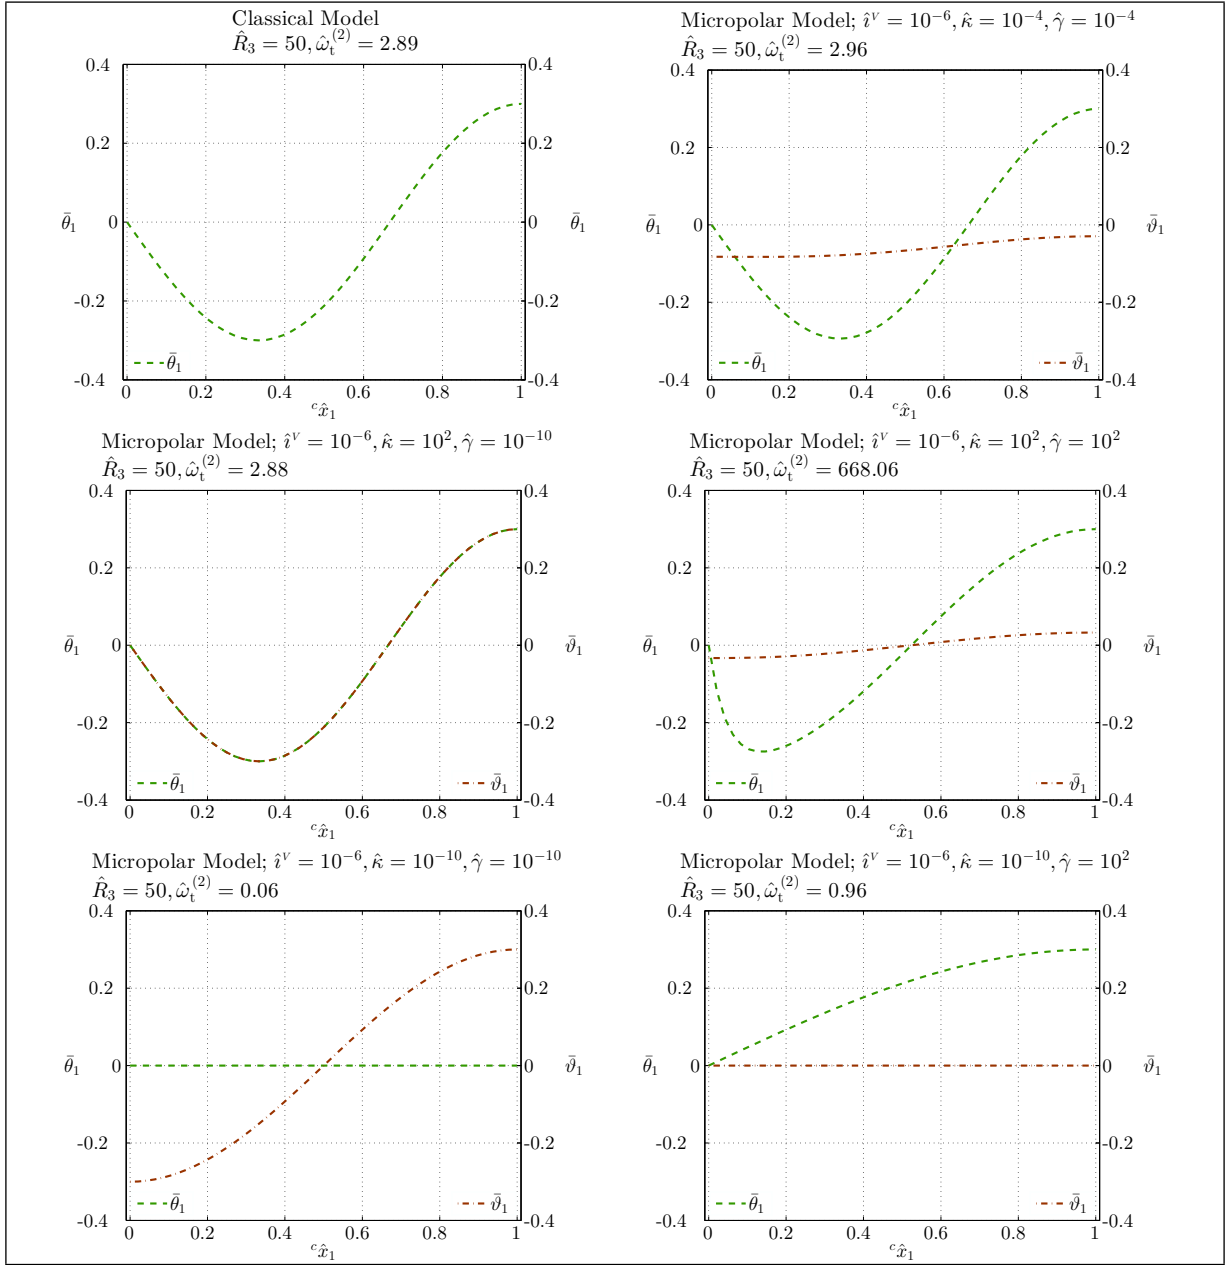 Classical Model
R̂₃ = 50, ω̂ₜ⁽²⁾ = 2.89
0.4
0.4
0.2
0.2
θ̄₁
0
0
θ̄₁
-0.2
-0.2
θ̄₁
-0.4
-0.4
0 0.2 0.4 0.6 0.8 1
ᶜx̂₁
Micropolar Model; î ᵛ = 10⁻⁶, κ̂ = 10⁻⁴, γ̂ = 10⁻⁴
R̂₃ = 50, ω̂ₜ⁽²⁾ = 2.96
0.4
0.4
0.2
0.2
θ̄₁
0
0
ϑ̄₁
-0.2
-0.2
θ̄₁ ϑ̄₁
-0.4
-0.4
0 0.2 0.4 0.6 0.8 1
ᶜx̂₁
Micropolar Model; î ᵛ = 10⁻⁶, κ̂ = 10², γ̂ = 10⁻¹⁰
R̂₃ = 50, ω̂ₜ⁽²⁾ = 2.88
0.4
0.4
0.2
0.2
θ̄₁
0
0
ϑ̄₁
-0.2
-0.2
θ̄₁ ϑ̄₁
-0.4
-0.4
0 0.2 0.4 0.6 0.8 1
ᶜx̂₁
Micropolar Model; î ᵛ = 10⁻⁶, κ̂ = 10², γ̂ = 10²
R̂₃ = 50, ω̂ₜ⁽²⁾ = 668.06
0.4
0.4
0.2
0.2
θ̄₁
0
0
ϑ̄₁
-0.2
-0.2
θ̄₁ ϑ̄₁
-0.4
-0.4
0 0.2 0.4 0.6 0.8 1
ᶜx̂₁
Micropolar Model; î ᵛ = 10⁻⁶, κ̂ = 10⁻¹⁰, γ̂ = 10⁻¹⁰
R̂₃ = 50, ω̂ₜ⁽²⁾ = 0.06
0.4
0.4
0.2
0.2
θ̄₁
0
0
ϑ̄₁
-0.2
-0.2
θ̄₁ ϑ̄₁
-0.4
-0.4
0 0.2 0.4 0.6 0.8 1
ᶜx̂₁
Micropolar Model; î ᵛ = 10⁻⁶, κ̂ = 10⁻¹⁰, γ̂ = 10²
R̂₃ = 50, ω̂ₜ⁽²⁾ = 0.96
0.4
0.4
0.2
0.2
θ̄₁
0
0
ϑ̄₁
-0.2
-0.2
θ̄₁ ϑ̄₁
-0.4
-0.4
0 0.2 0.4 0.6 0.8 1
ᶜx̂₁